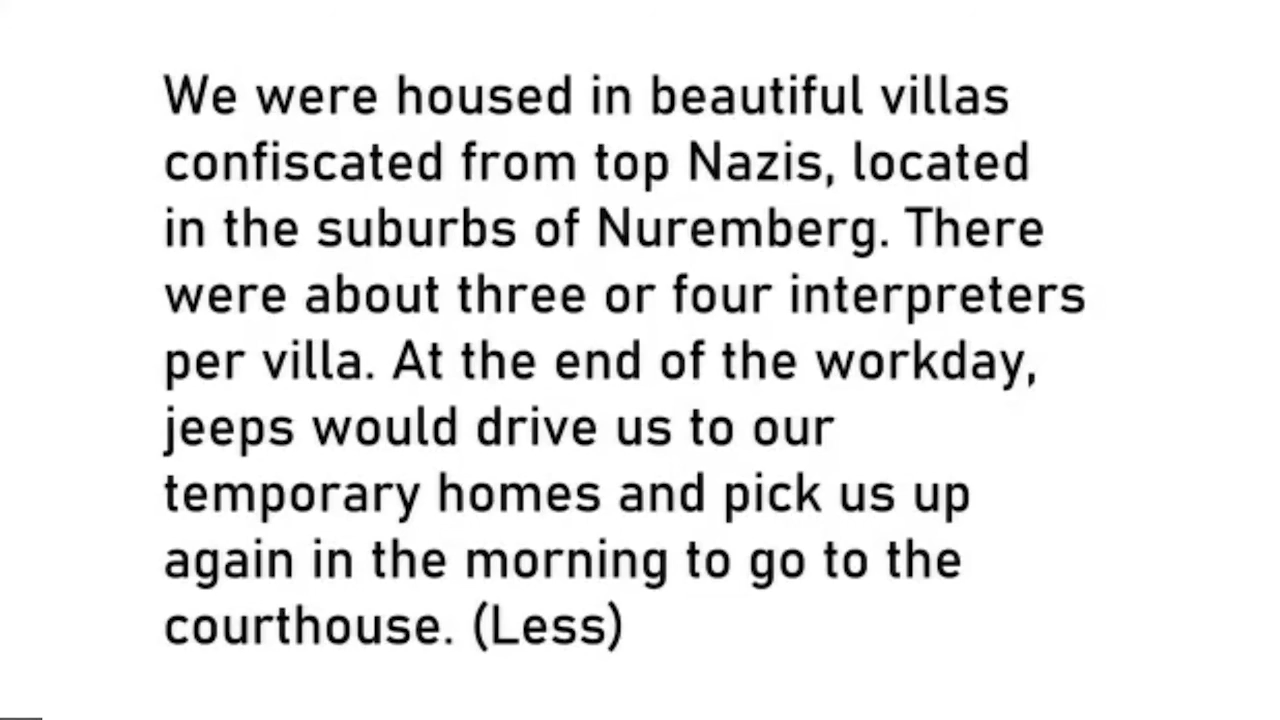 We were housed in beautiful villas
confiscated from top Nazis, located
in the suburbs of Nuremberg. There
were about three or four interpreters
per villa. At the end of the workday,
jeeps would drive us to our
temporary homes and pick us up
again in the morning to go to the
courthouse. (Less)